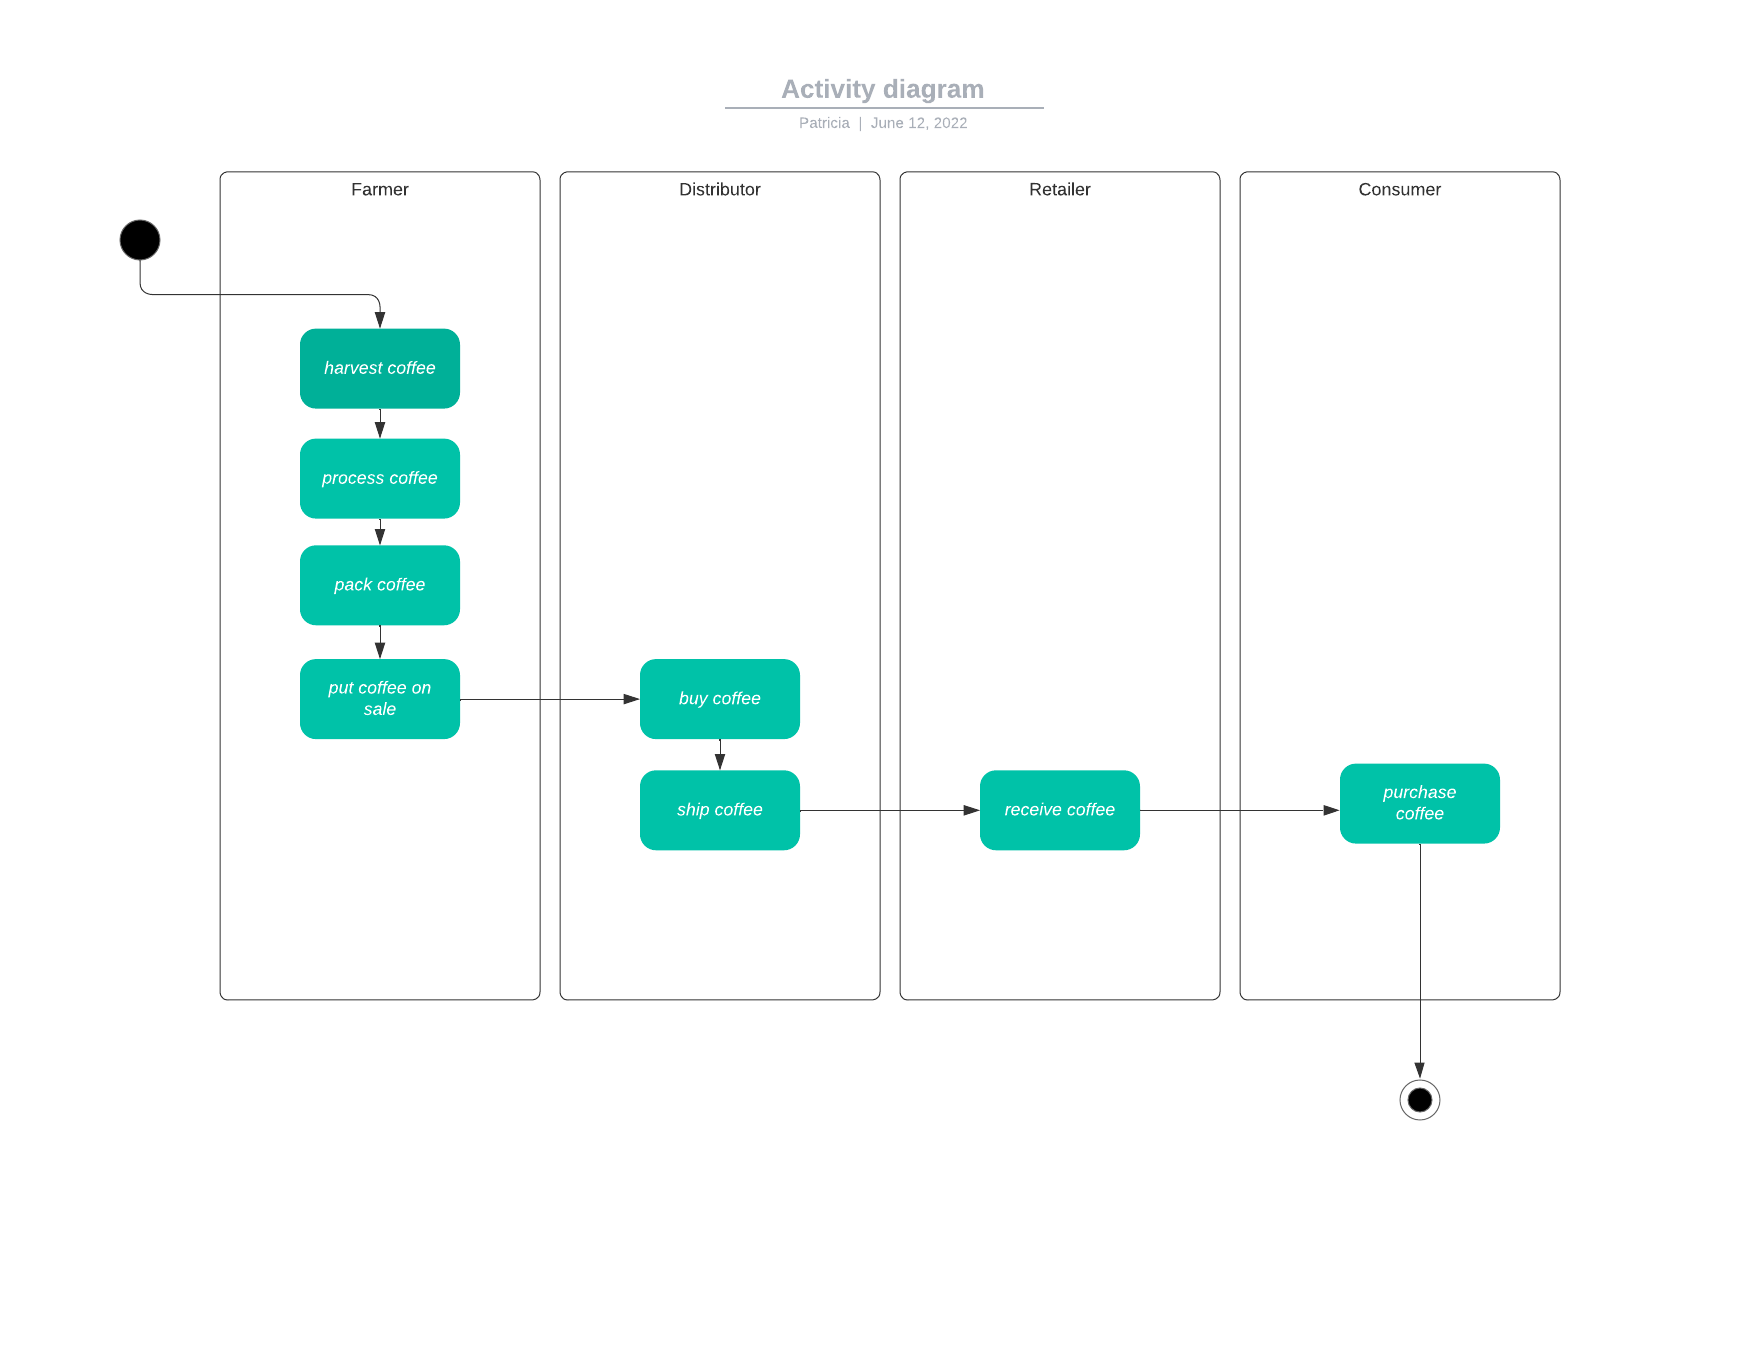 Activity diagram
Patricia | June 12, 2022
Farmer
Distributor
Retailer
Consumer
harvest coffee
process coffee
pack coffee
put coffee on
sale
buy coffee
ship coffee
receive coffee
purchase
coffee